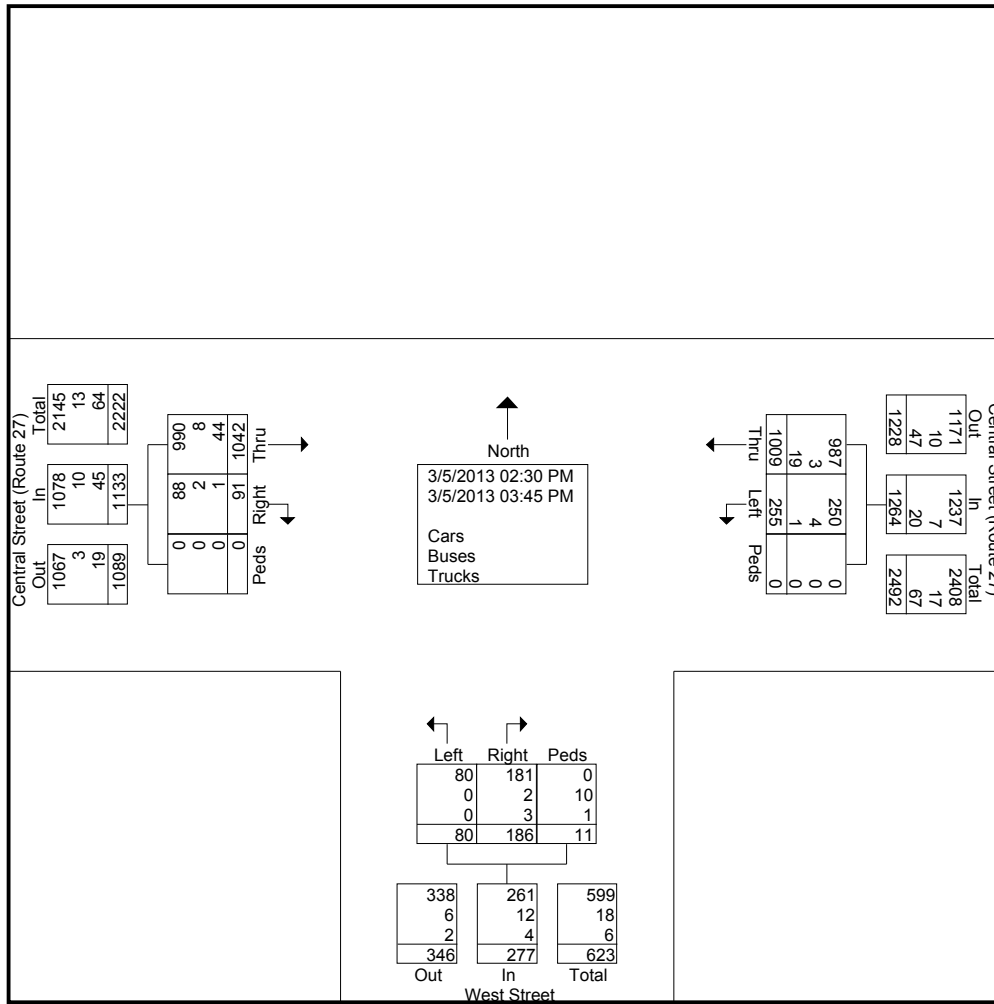 Central Street (Route 27)
Total
2145
13
64
2222
In
1078
10
45
1133
Out
1067
3
19
1089
990
8
44
1042
Thru
88
2
1
91
Right
0
0
0
0
Peds
North
3/5/2013 02:30 PM
3/5/2013 03:45 PM
Cars
Buses
Trucks
Thru
1009
19
3
987
Left
255
1
4
250
Peds
0
0
0
0
Central Street (Route 27)
Out
1171
10
47
1228
In
1237
7
20
1264
Total
2408
17
67
2492
Left Right Peds
80 181 0
0 2 10
0 3 1
80 186 11
338 261 599
6 12 18
2 4 6
346 277 623
Out In Total
West Street